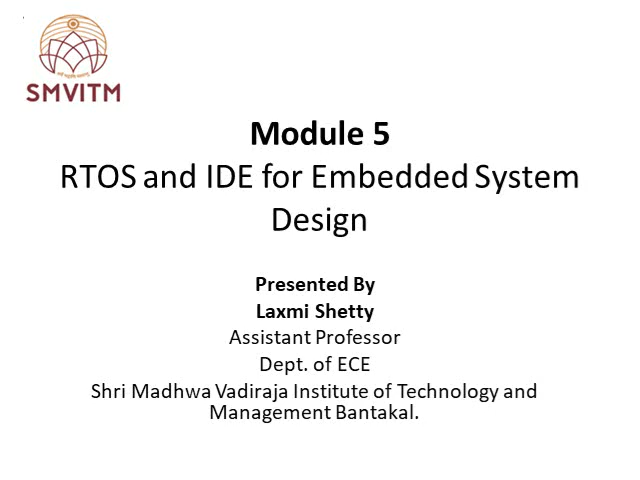 SMVITM
Module 5
RTOS and IDE for Embedded System
Design
Presented By
Laxmi Shetty
Assistant Professor
Dept. of ECE
Shri Madhwa Vadiraja Institute of Technology and
Management Bantakal.